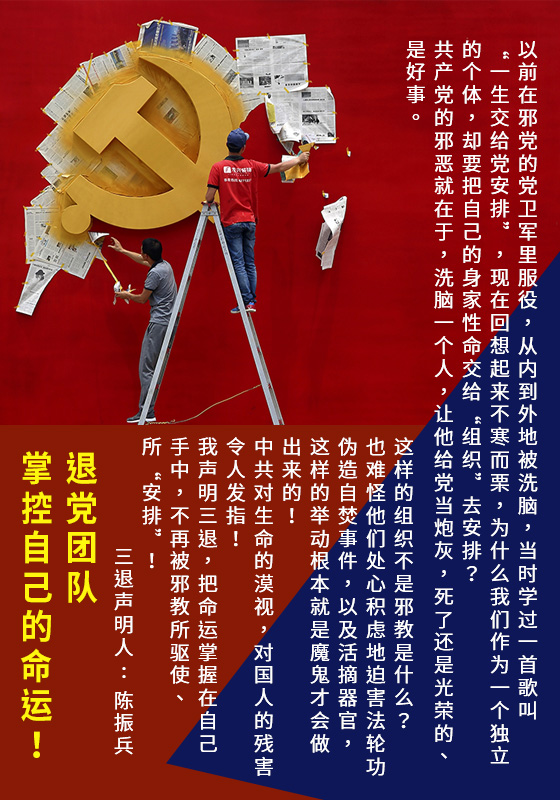 以前在邪党的党卫军里服役，从内到外地被洗脑，当时学过一首歌叫
“一生交给党安排”，现在回想起来不寒而栗，为什么我们作为一个独立
的个体，却要把自己的身家性命交给“组织”去安排？
共产党的邪恶就在于，洗脑一个人，让他给党当炮灰，死了还是光荣的、
是好事。
这样的组织不是邪教是什么？
也难怪他们处心积虑地迫害法轮功
伪造自焚事件，以及活摘器官，
这样的举动根本就是魔鬼才会做
出来的！
中共对生命的漠视，对国人的残害
令人发指！
我声明三退，把命运掌握在自己
手中，不再被邪教所驱使、
所“安排”！
三退声明人：陈振兵
退党团队
掌控自己的命运！